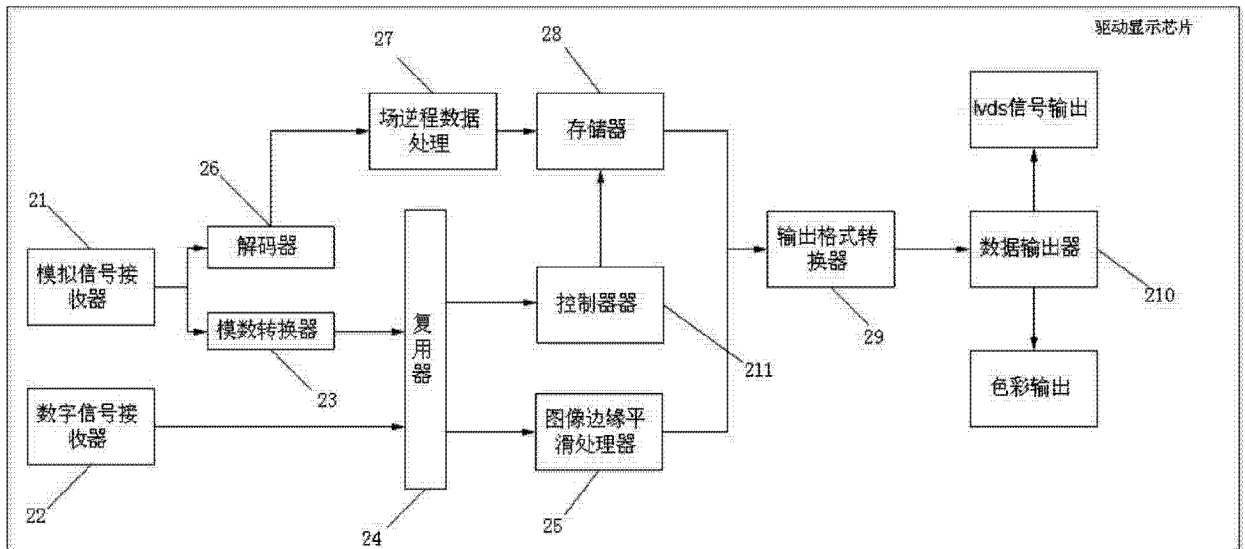 驱动显示芯片
27
28
场逆程数据
处理
存储器
lvds信号输出
26
21
解码器
模拟信号接
收器
模数转换器
23
复
用
器
控制器器
211
输出格式转
换器
29
数据输出器
210
数字信号接
收器
22
24
图像边缘平
滑处理器
25
色彩输出